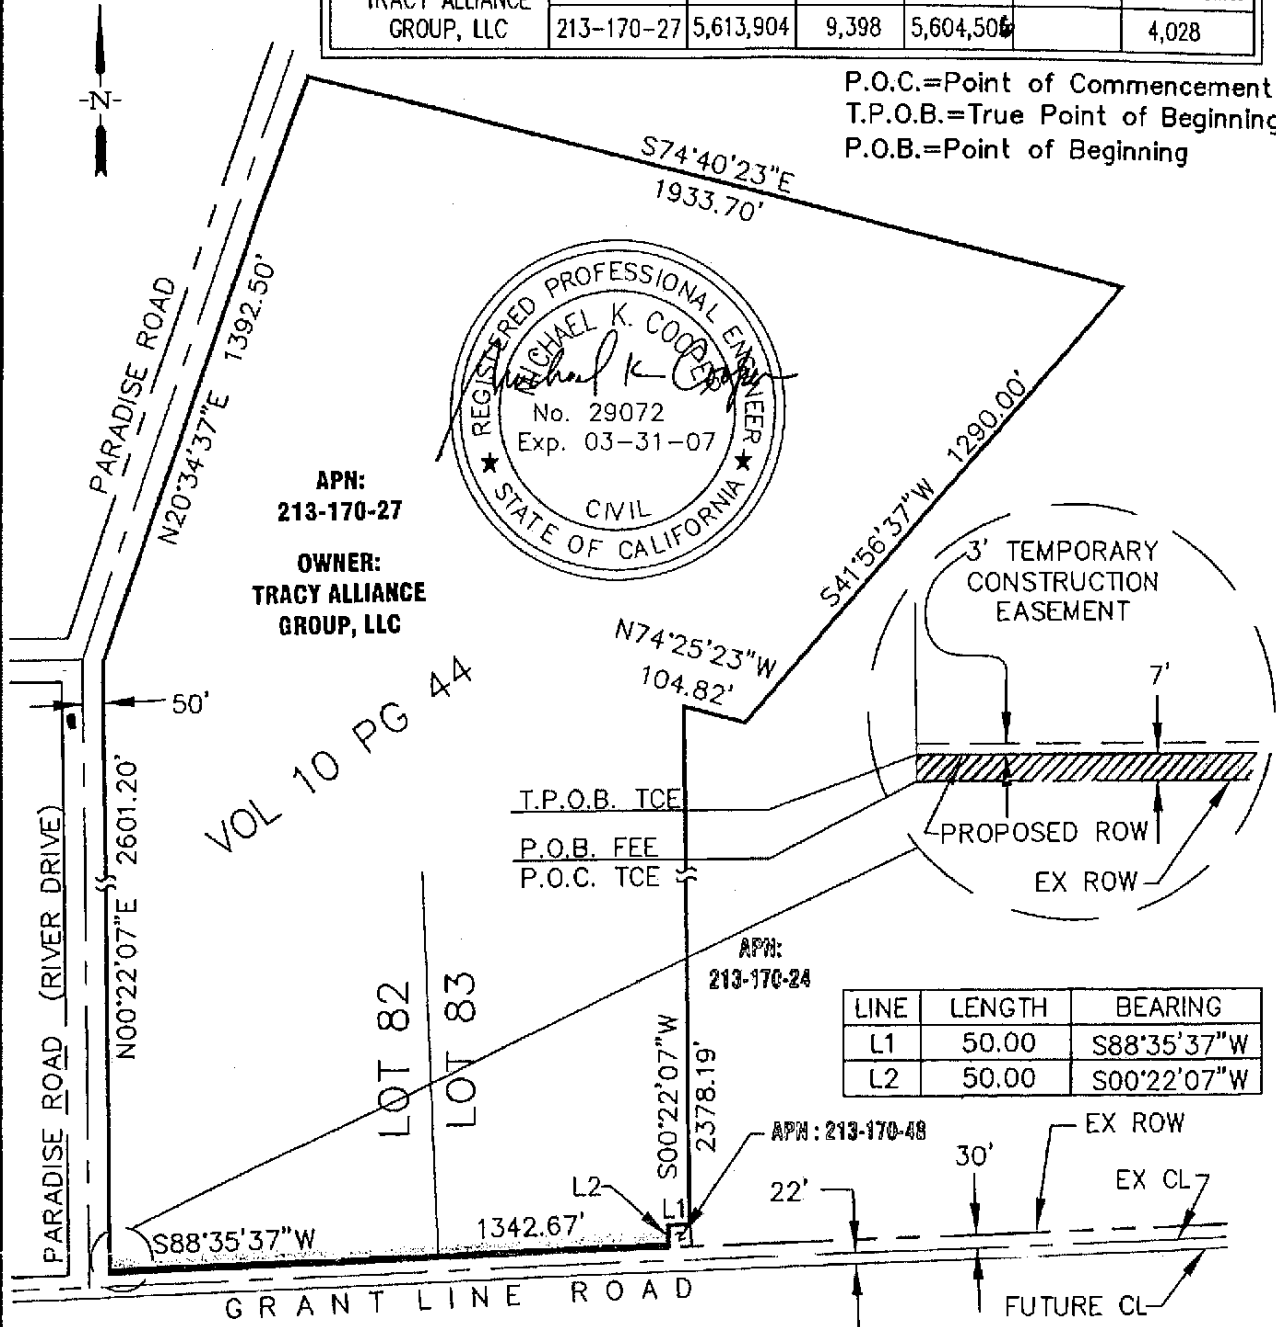 TRACY ALLIANCE
GROUP, LLC
213-170-27 5,613,904 9,398 5,604,506 4,028
P.O.C.=Point of Commencement
T.P.O.B.=True Point of Beginning
P.O.B.=Point of Beginning
-N-
S74°40'23"E
1933.70'
PARADISE ROAD
N20°34'37"E 1392.50'
REGISTERED PROFESSIONAL ENGINEER
MICHAEL K. COOPER
Michael K Cooper
No. 29072
Exp. 03-31-07
CIVIL
★ STATE OF CALIFORNIA ★
APN:
213-170-27
OWNER:
TRACY ALLIANCE
GROUP, LLC
S41°56'37"W 1290.00'
N74°25'23"W
104.82'
3' TEMPORARY
CONSTRUCTION
EASEMENT
7'
50'
VOL 10 PG 44
T.P.O.B. TCE
P.O.B. FEE
P.O.C. TCE
PROPOSED ROW
EX ROW
PARADISE ROAD (RIVER DRIVE)
N00°22'07"E 2601.20'
LOT 82
LOT 83
APN:
213-170-24
S00°22'07"W
2378.19'
LINE LENGTH BEARING
L1 50.00 S88°35'37"W
L2 50.00 S00°22'07"W
APN: 213-170-48
EX ROW
30'
22'
EX CL
L2
L1
S88°35'37"W
1342.67'
GRANT LINE ROAD
FUTURE CL